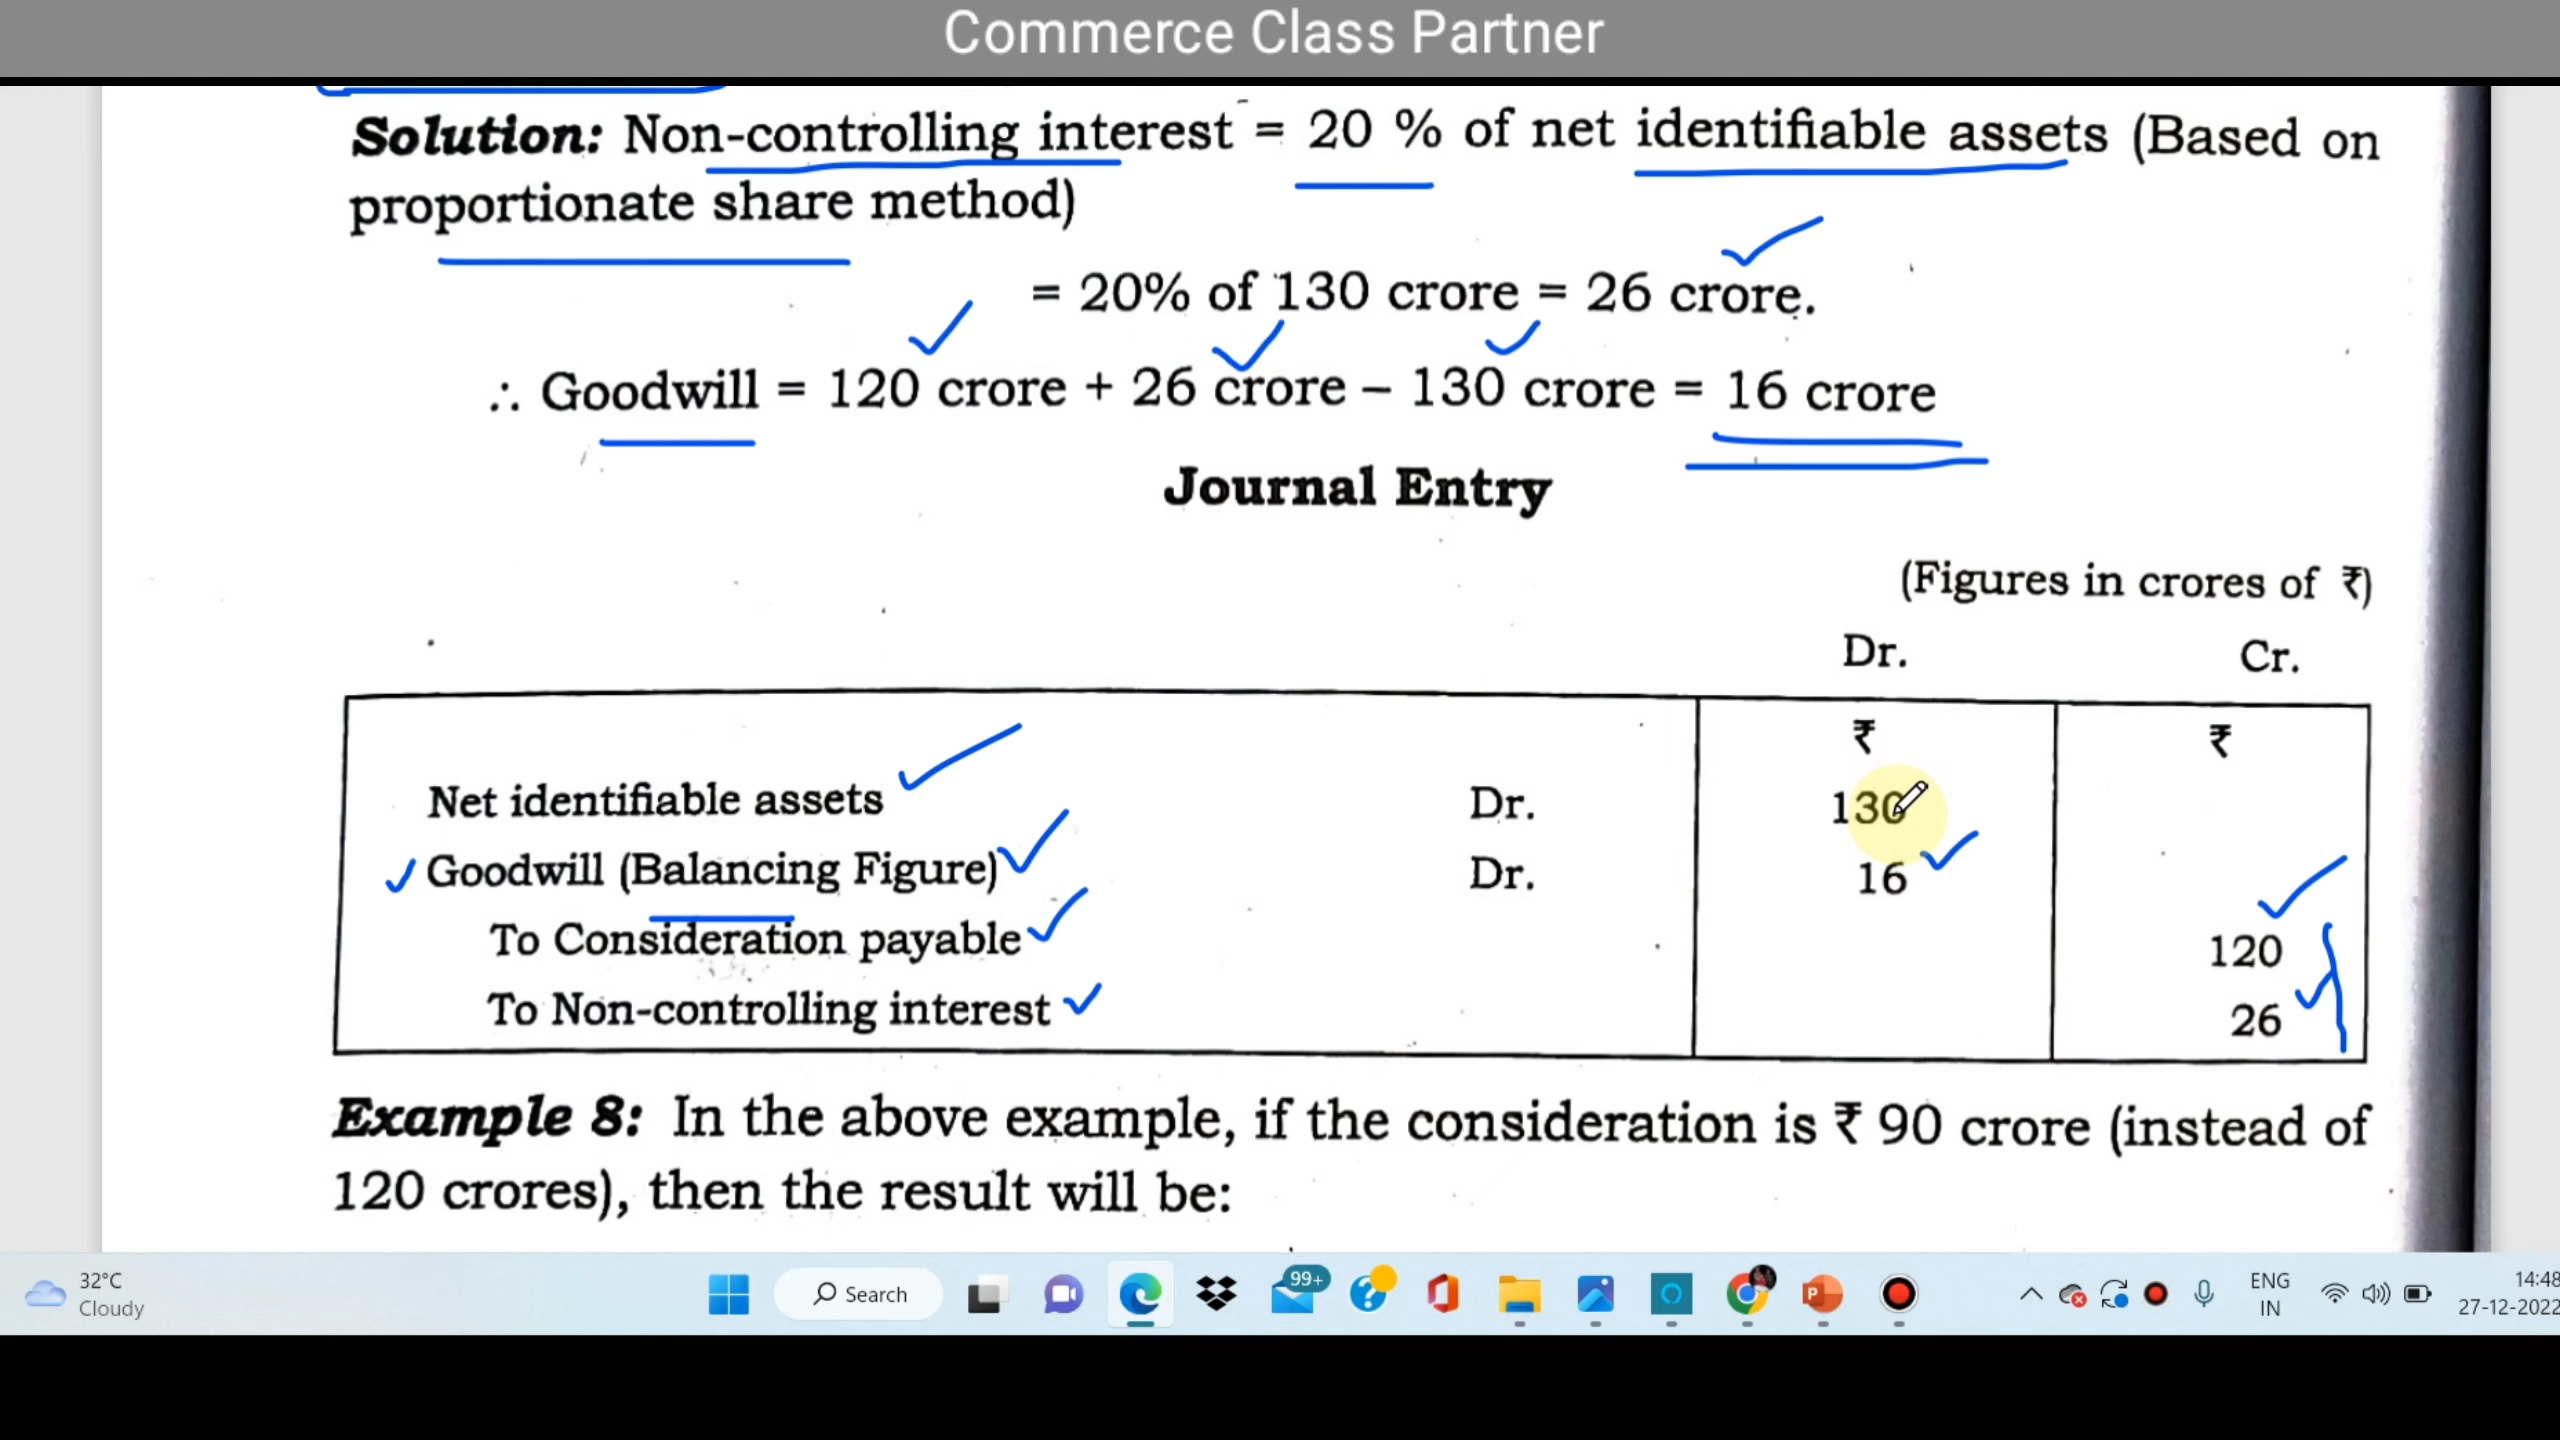 Commerce Class Partner
Solution: Non-controlling interest = 20 % of net identifiable assets (Based on
proportionate share method)
= 20% of 130 crore = 26 crore.
∴ Goodwill = 120 crore + 26 crore – 130 crore = 16 crore
Journal Entry
(Figures in crores of ₹)
Dr. Cr.
₹ ₹
Net identifiable assets Dr. 130
Goodwill (Balancing Figure) Dr. 16
To Consideration payable 120
To Non-controlling interest 26
Example 8: In the above example, if the consideration is ₹ 90 crore (instead of
120 crores), then the result will be:
32°C
Cloudy
Search
99+
ENG
IN
14:48
27-12-2022